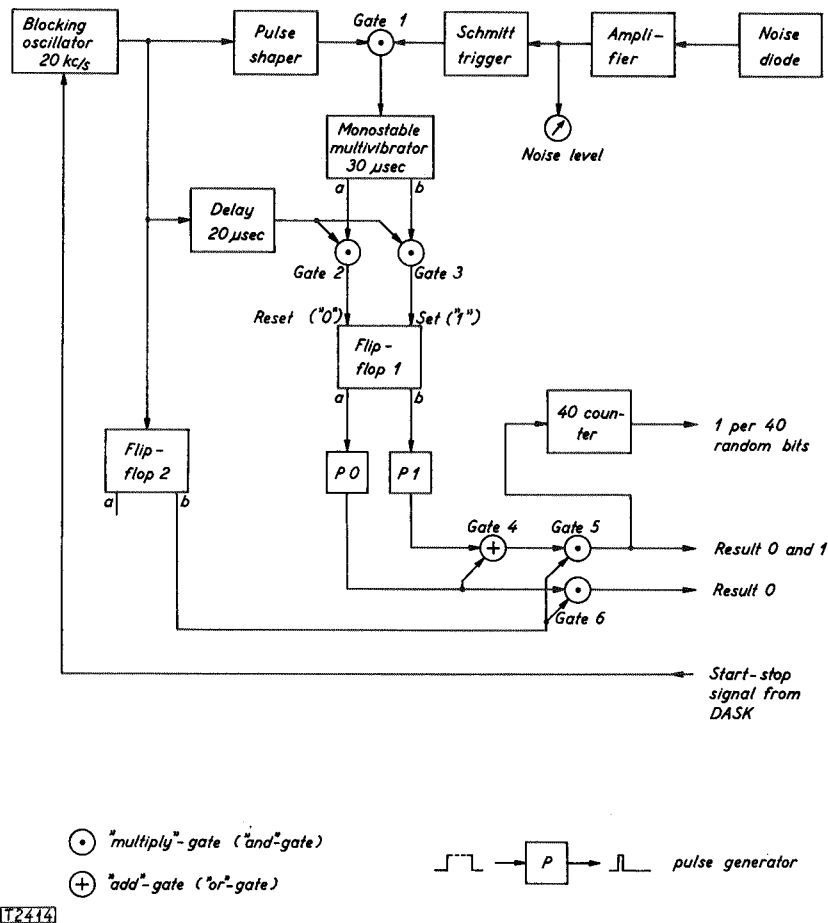 Blocking
oscillator
20 kc/s
Pulse
shaper
Gate 1
Schmitt
trigger
Ampli-
fier
Noise
diode
Noise level
Monostable
multivibrator
30 µsec
a
b
Delay
20 µsec
Gate 2
Gate 3
Reset ("0")
Set ("1")
Flip-
flop 1
a
b
Flip-
flop 2
a
b
P 0
P 1
40 coun-
ter
1 per 40
random bits
Gate 4
Gate 5
Result 0 and 1
Result 0
Gate 6
Start-stop
signal from
DASK
"multiply"-gate ("and"-gate)
"add"-gate ("or"-gate)
P
pulse generator
T2414